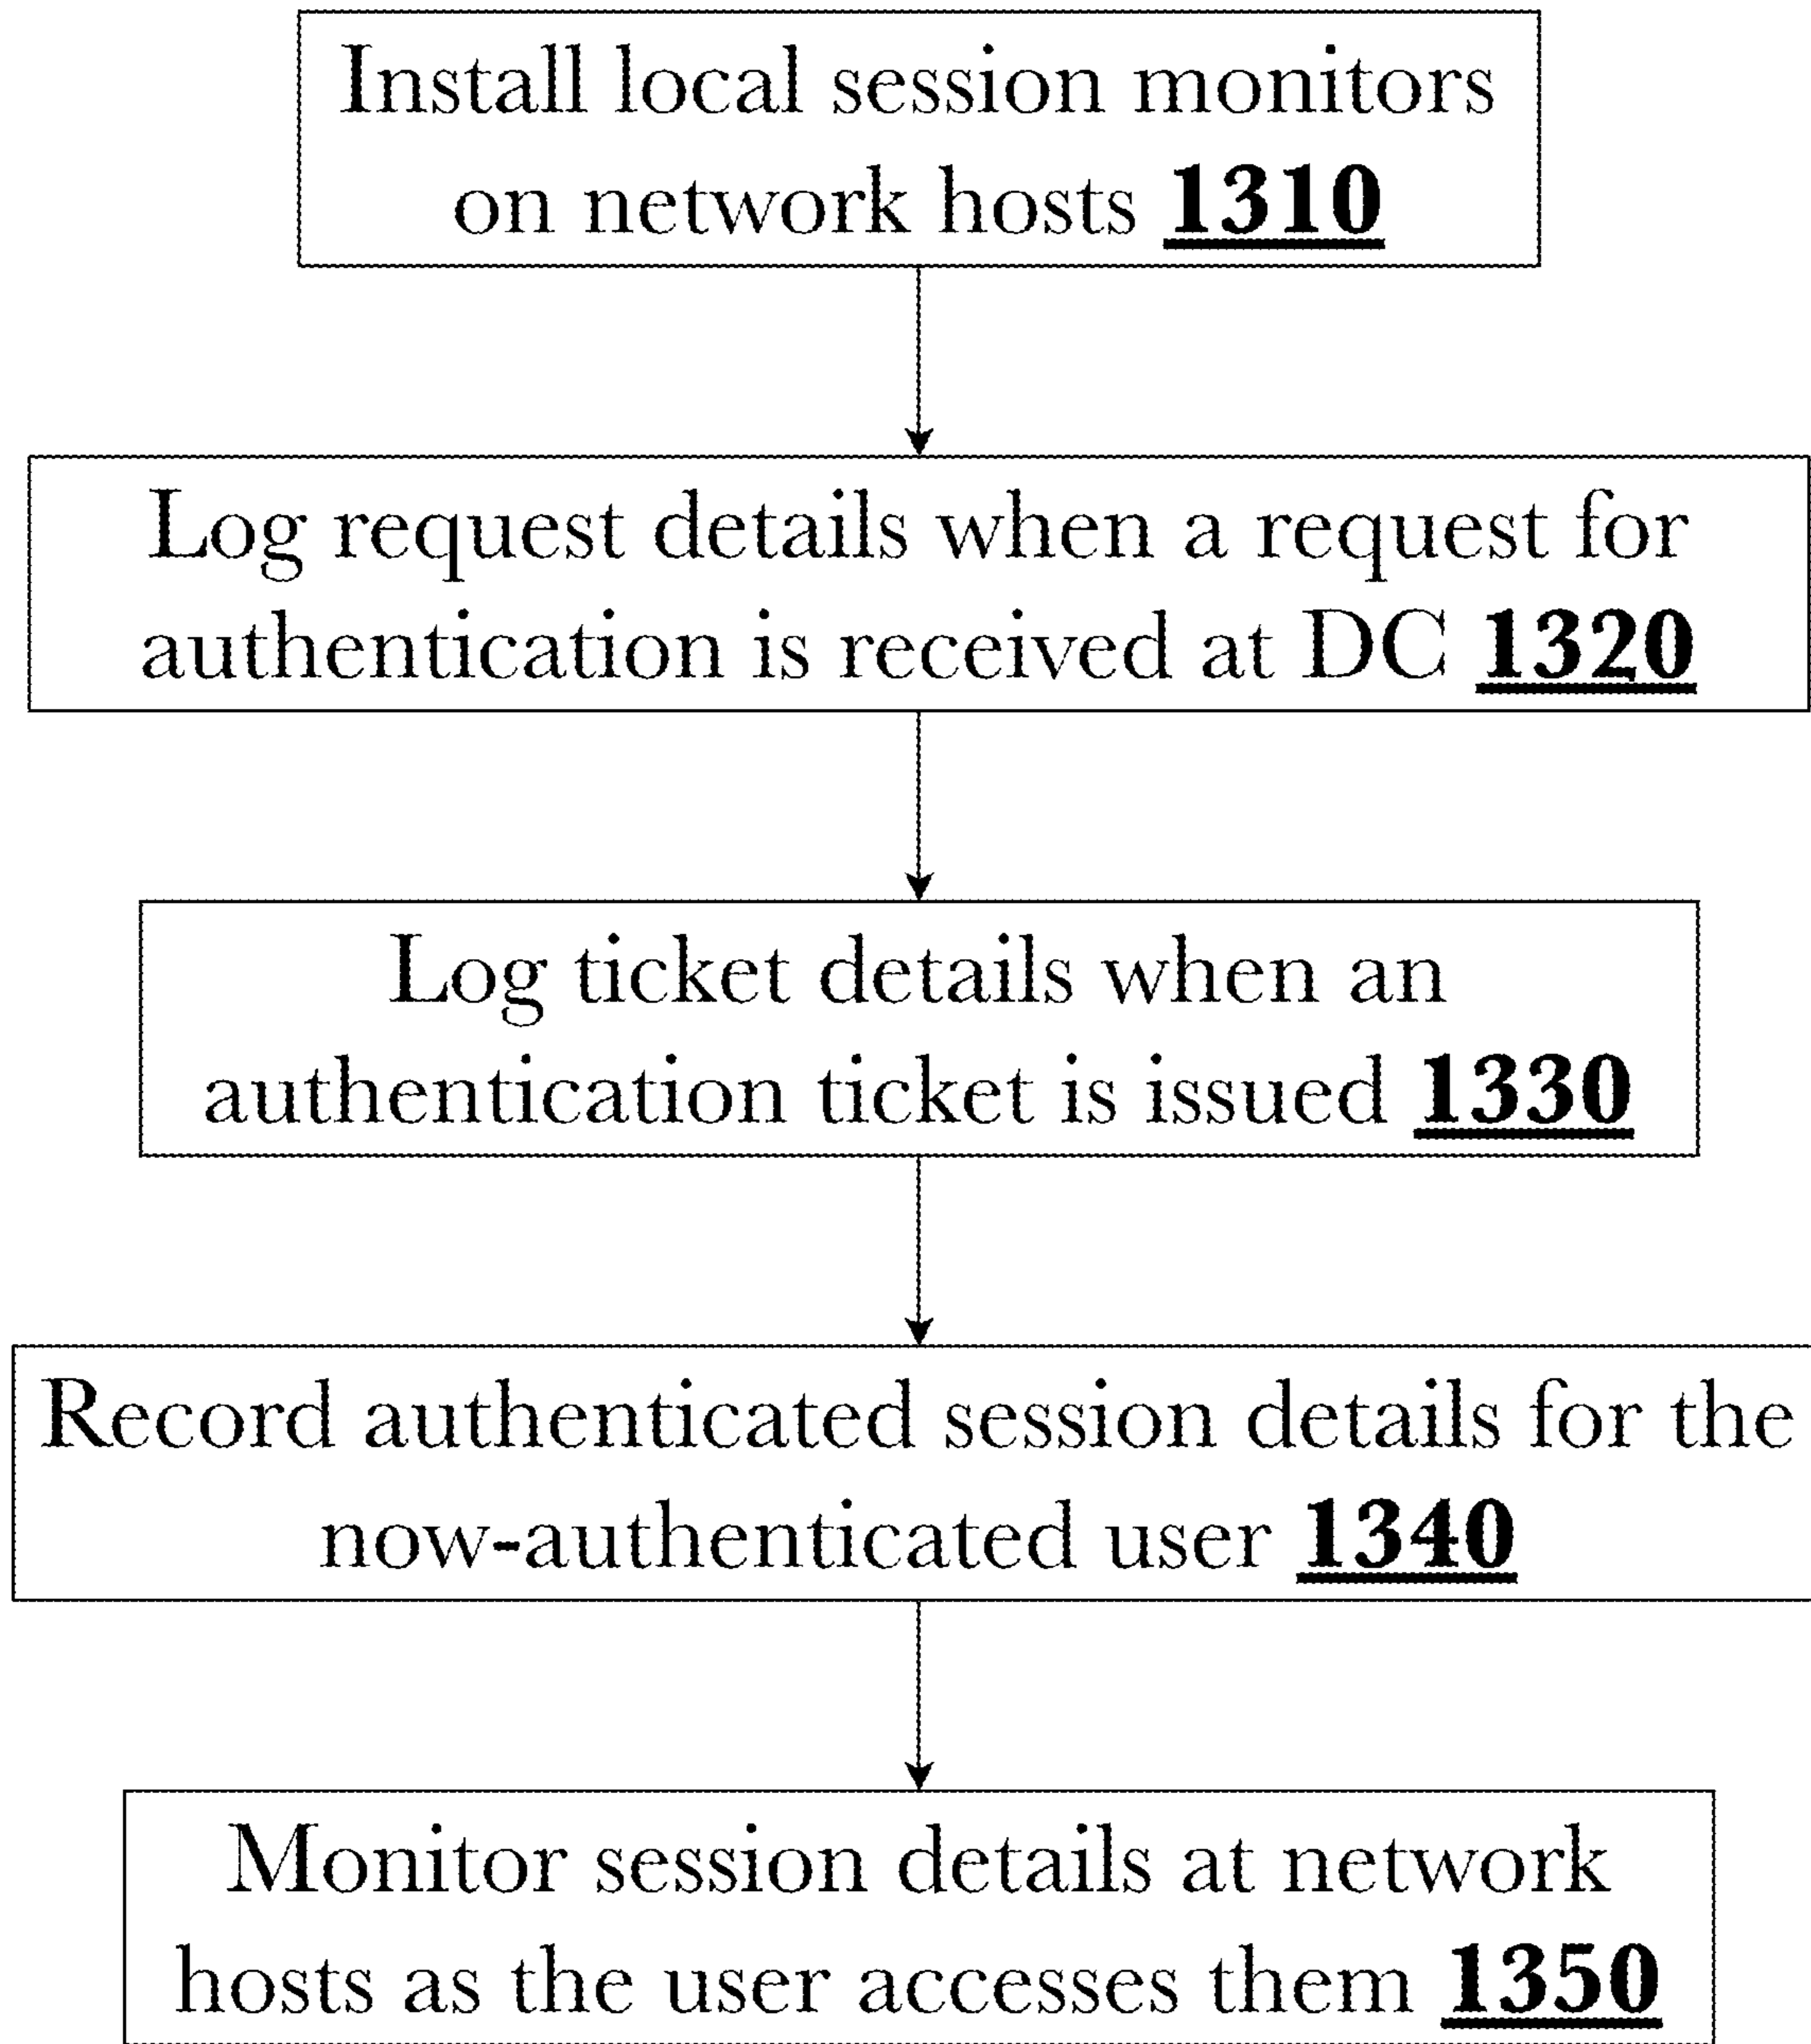 Install local session monitors
on network hosts 1310
Log request details when a request for
authentication is received at DC 1320
Log ticket details when an
authentication ticket is issued 1330
Record authenticated session details for the
now-authenticated user 1340
Monitor session details at network
hosts as the user accesses them 1350